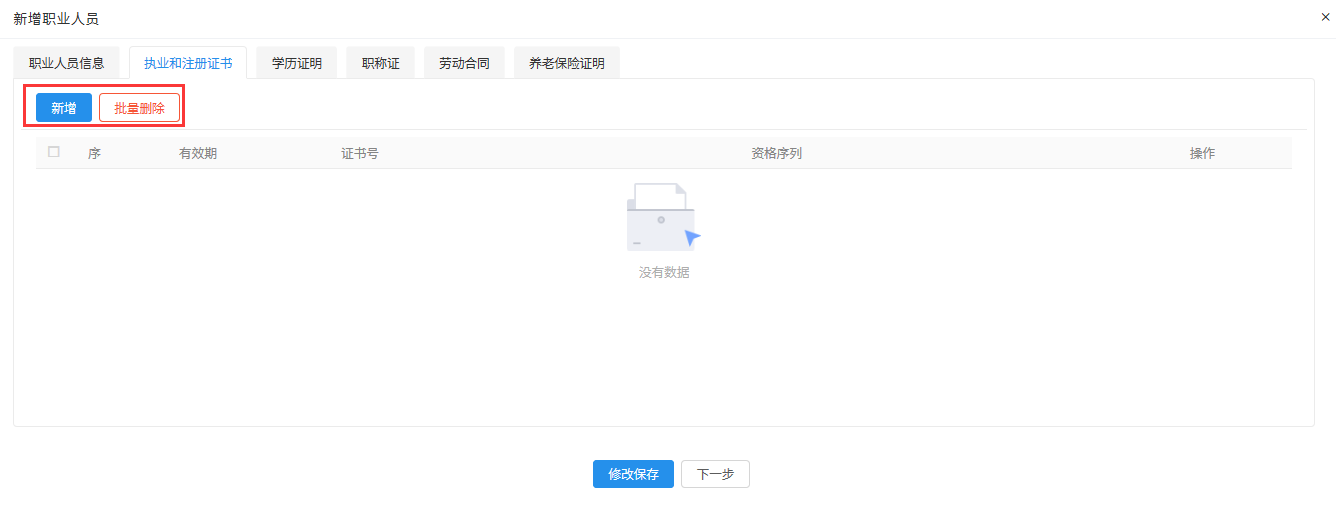 新增职业人员
职业人员信息 执业和注册证书 学历证明 职称证 劳动合同 养老保险证明
新增 批量删除
序 有效期 证书号 资格序列 操作
没有数据
修改保存 下一步